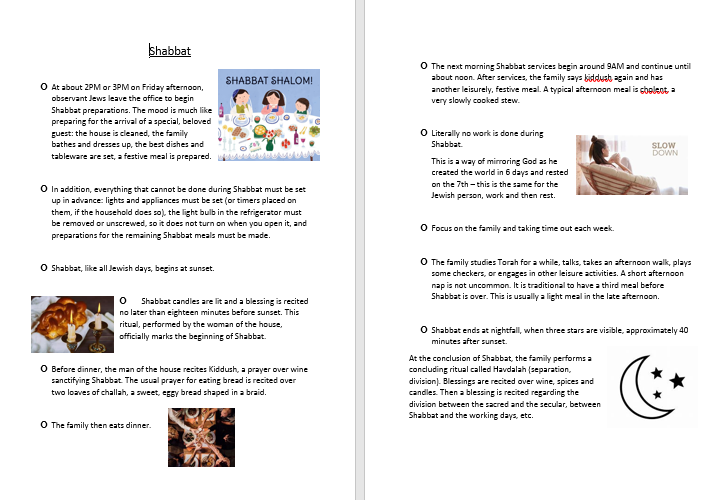 Shabbat
SHABBAT SHALOM!
O At about 2PM or 3PM on Friday afternoon,
observant Jews leave the office to begin
Shabbat preparations. The mood is much like
preparing for the arrival of a special, beloved
guest: the house is cleaned, the family
bathes and dresses up, the best dishes and
tableware are set, a festive meal is prepared.
O In addition, everything that cannot be done during Shabbat must be set
up in advance: lights and appliances must be set (or timers placed on
them, if the household does so), the light bulb in the refrigerator must
be removed or unscrewed, so it does not turn on when you open it, and
preparations for the remaining Shabbat meals must be made.
O Shabbat, like all Jewish days, begins at sunset.
O Shabbat candles are lit and a blessing is recited
no later than eighteen minutes before sunset. This
ritual, performed by the woman of the house,
officially marks the beginning of Shabbat.
O Before dinner, the man of the house recites Kiddush, a prayer over wine
sanctifying Shabbat. The usual prayer for eating bread is recited over
two loaves of challah, a sweet, eggy bread shaped in a braid.
O The family then eats dinner.
O The next morning Shabbat services begin around 9AM and continue until
about noon. After services, the family says kiddush again and has
another leisurely, festive meal. A typical afternoon meal is cholent, a
very slowly cooked stew.
O Literally no work is done during
Shabbat.
This is a way of mirroring God as he
created the world in 6 days and rested
on the 7th – this is the same for the
Jewish person, work and then rest.
SLOW
DOWN
O Focus on the family and taking time out each week.
O The family studies Torah for a while, talks, takes an afternoon walk, plays
some checkers, or engages in other leisure activities. A short afternoon
nap is not uncommon. It is traditional to have a third meal before
Shabbat is over. This is usually a light meal in the late afternoon.
O Shabbat ends at nightfall, when three stars are visible, approximately 40
minutes after sunset.
At the conclusion of Shabbat, the family performs a
concluding ritual called Havdalah (separation,
division). Blessings are recited over wine, spices and
candles. Then a blessing is recited regarding the
division between the sacred and the secular, between
Shabbat and the working days, etc.